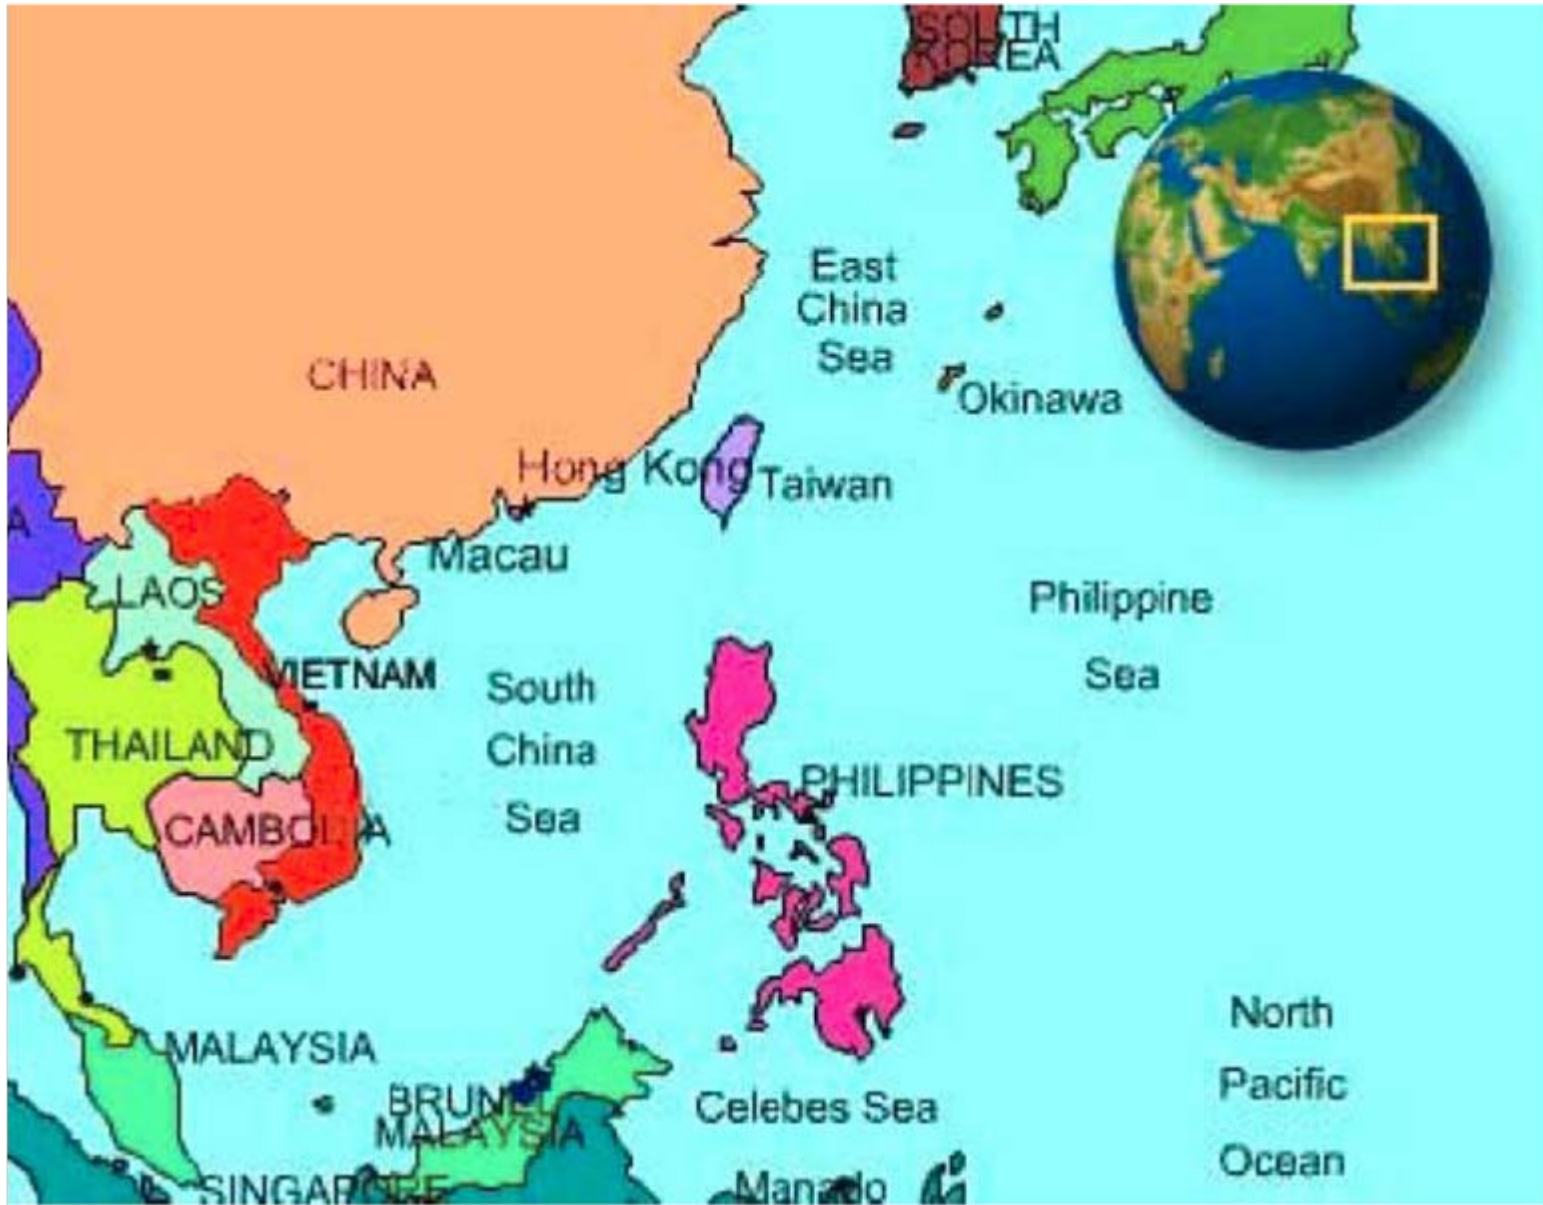 SOUTH
KOREA
East
China
Sea
CHINA
Okinawa
Hong Kong
Taiwan
A
Macau
LAOS
Philippine
Sea
VIETNAM
South
China
Sea
THAILAND
PHILIPPINES
CAMBODIA
North
Pacific
Ocean
MALAYSIA
BRUNEI
MALAYSIA
Celebes Sea
SINGAPORE
Manado